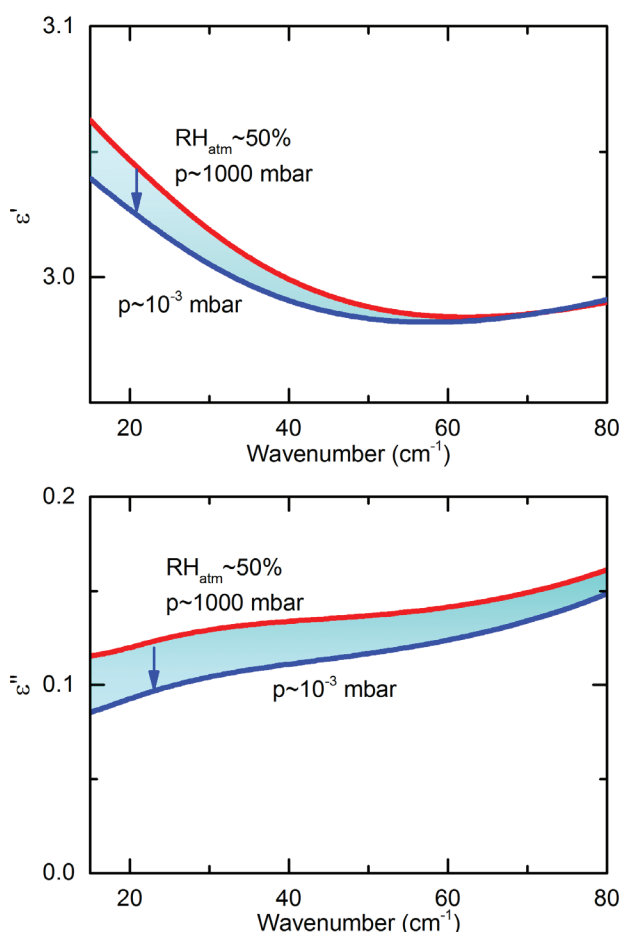 3.1
RHatm~50%
p~1000 mbar
ε'
3.0
p~10-3 mbar
20 40 60 80
Wavenumber (cm-1)
0.2
RHatm~50%
p~1000 mbar
ε"
0.1
p~10-3 mbar
0.0
20 40 60 80
Wavenumber (cm-1)